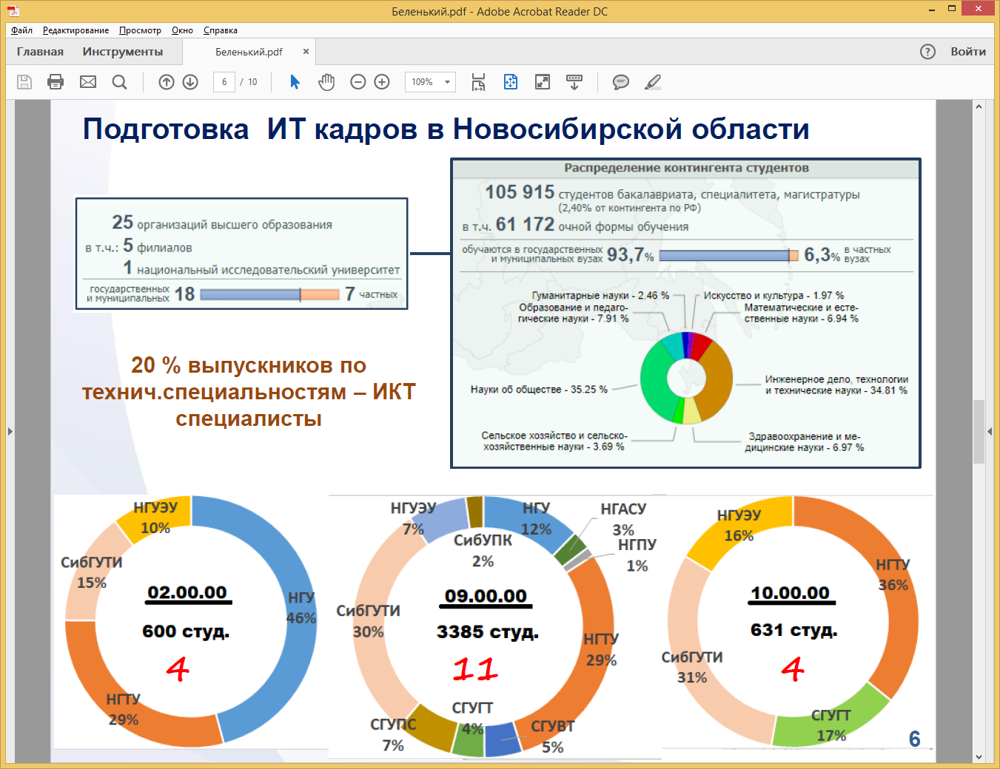 Беленький.pdf - Adobe Acrobat Reader DC
Файл Редактирование Просмотр Окно Справка
Главная Инструменты Беленький.pdf × ? Войти
6 / 10 109%
Подготовка ИТ кадров в Новосибирской области
25 организаций высшего образования
в т.ч.: 5 филиалов
1 национальный исследовательский университет
государственных
и муниципальных 18 7 частных
Распределение контингента студентов
105 915 студентов бакалавриата, специалитета, магистратуры
(2,40% от контингента по РФ)
в т.ч. 61 172 очной формы обучения
обучаются в государственных
и муниципальных вузах 93,7% 6,3% в частных
вузах
Гуманитарные науки - 2.46 %
Искусство и культура - 1.97 %
Образование и педаго-
гические науки - 7.91 %
Математические и есте-
ственные науки - 6.94 %
Науки об обществе - 35.25 %
Инженерное дело, технологии
и технические науки - 34.81 %
Сельское хозяйство и сельско-
хозяйственные науки - 3.69 %
Здравоохранение и ме-
дицинские науки - 6.97 %
20 % выпускников по
технич.специальностям – ИКТ
специалисты
НГУЭУ
10%
СибГУТИ
15%
02.00.00
НГУ
46%
600 студ.
4
НГТУ
29%
НГУЭУ
7%
НГУ
12%
НГАСУ
3%
СибУПК
2%
НГПУ
1%
СибГУТИ
30%
09.00.00
3385 студ.
НГТУ
29%
11
СГУПС
7%
СГУГТ
4%
СГУВТ
5%
НГУЭУ
16%
НГТУ
36%
10.00.00
631 студ.
СибГУТИ
31%
4
СГУГТ
17%
6